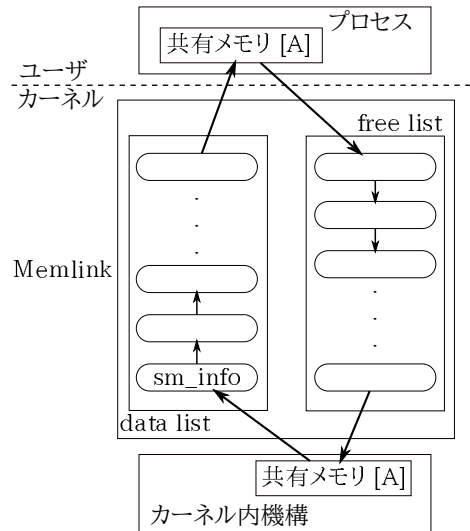 プロセス
共有メモリ [A]
ユーザ
カーネル
free list
Memlink
sm_info
data list
共有メモリ [A]
カーネル内機構